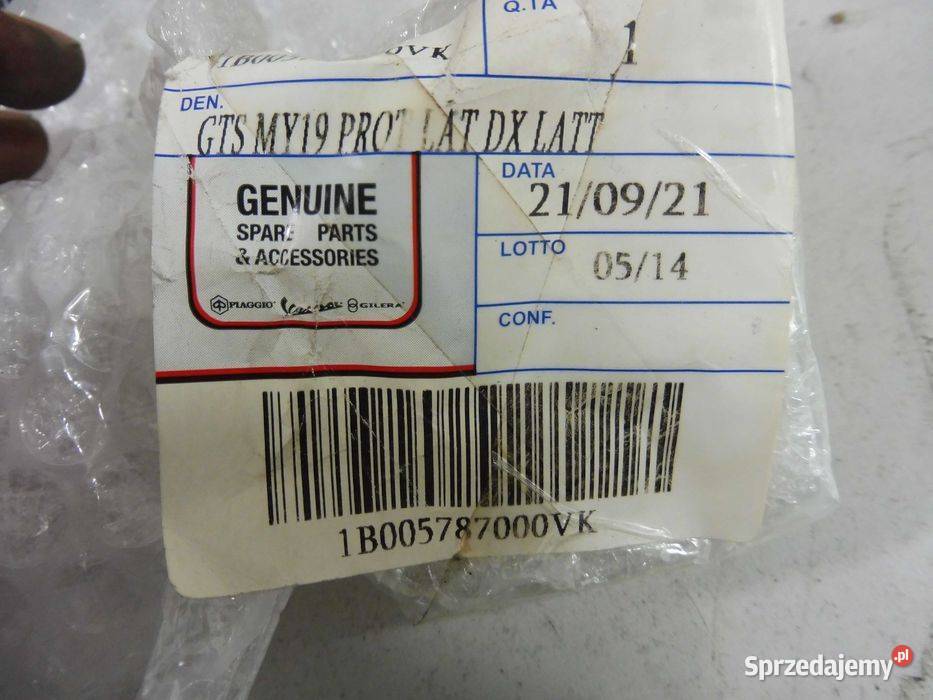 Q.TA
1
DEN.
GTS MY19 PROT LAT DX LATT
GENUINE
SPARE PARTS
& ACCESSORIES
PIAGGIO Vespa GILERA
DATA
21/09/21
LOTTO
05/14
CONF.
1B005787000VK
Sprzedajemy.pl